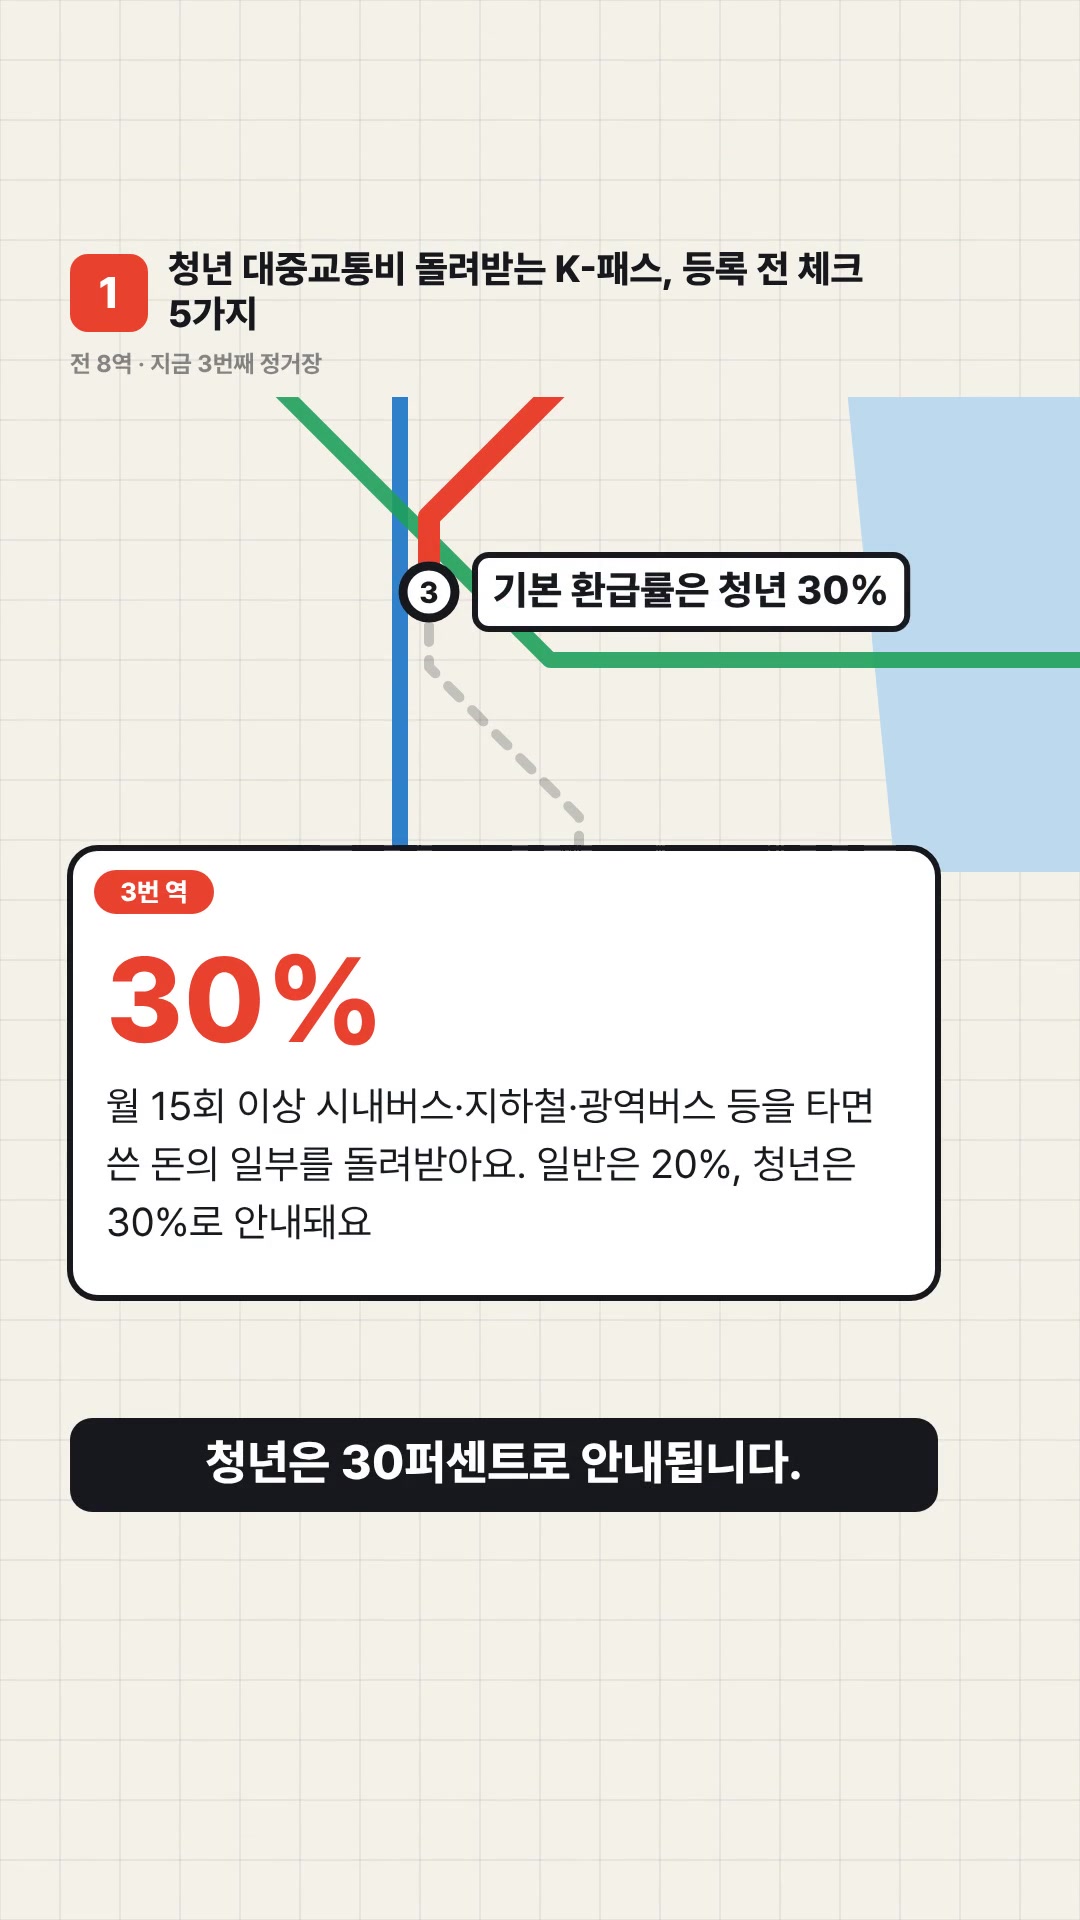 1
청년 대중교통비 돌려받는 K-패스, 등록 전 체크
5가지
전 8역 · 지금 3번째 정거장
3
기본 환급률은 청년 30%
3번 역
30%
월 15회 이상 시내버스·지하철·광역버스 등을 타면
쓴 돈의 일부를 돌려받아요. 일반은 20%, 청년은
30%로 안내돼요
청년은 30퍼센트로 안내됩니다.